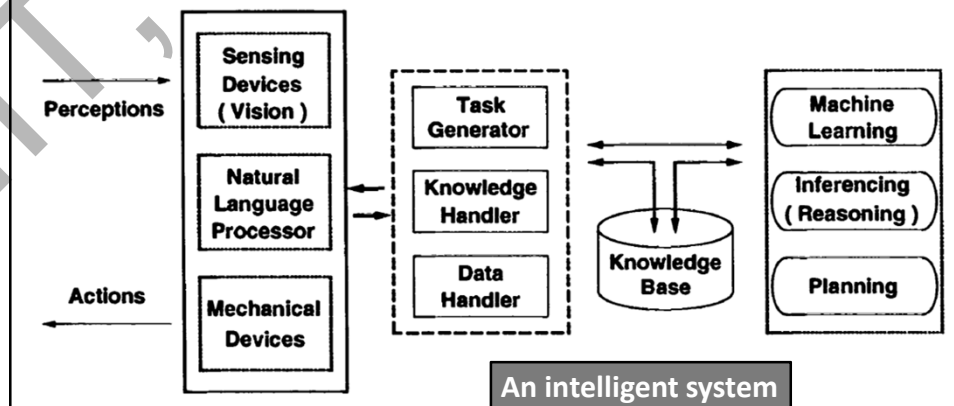 Perceptions
Actions
Sensing
Devices
( Vision )
Natural
Language
Processor
Mechanical
Devices
Task
Generator
Knowledge
Handler
Data
Handler
Knowledge
Base
Machine
Learning
Inferencing
( Reasoning )
Planning
An intelligent system